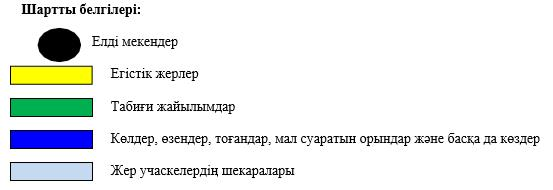 Шартты белгілері:
Елді мекендер
Егістік жерлер
Табиғи жайылымдар
Көлдер, өзендер, тоғандар, мал суаратын орындар және басқа да көздер
Жер учаскелердің шекаралары